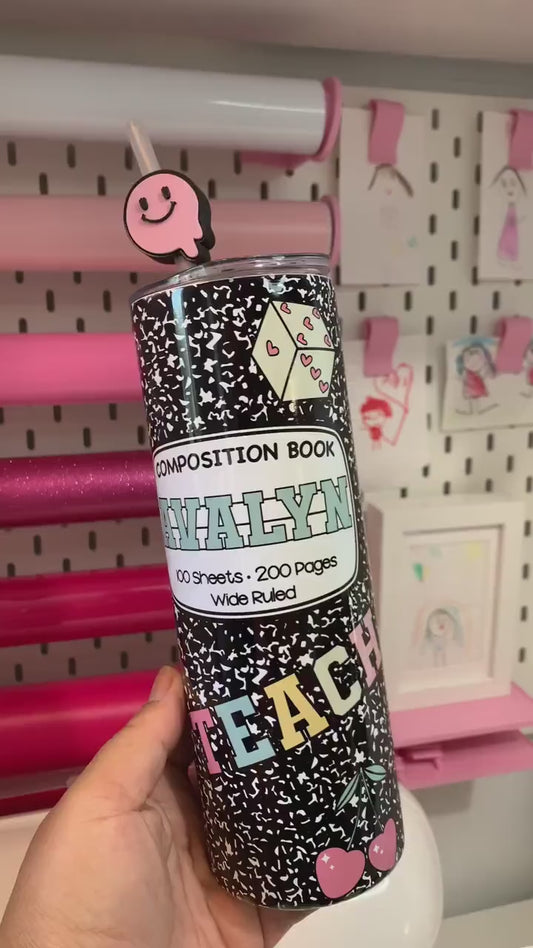 COMPOSITION BOOK
AVALYN
100 Sheets • 200 Pages
Wide Ruled
TEACH